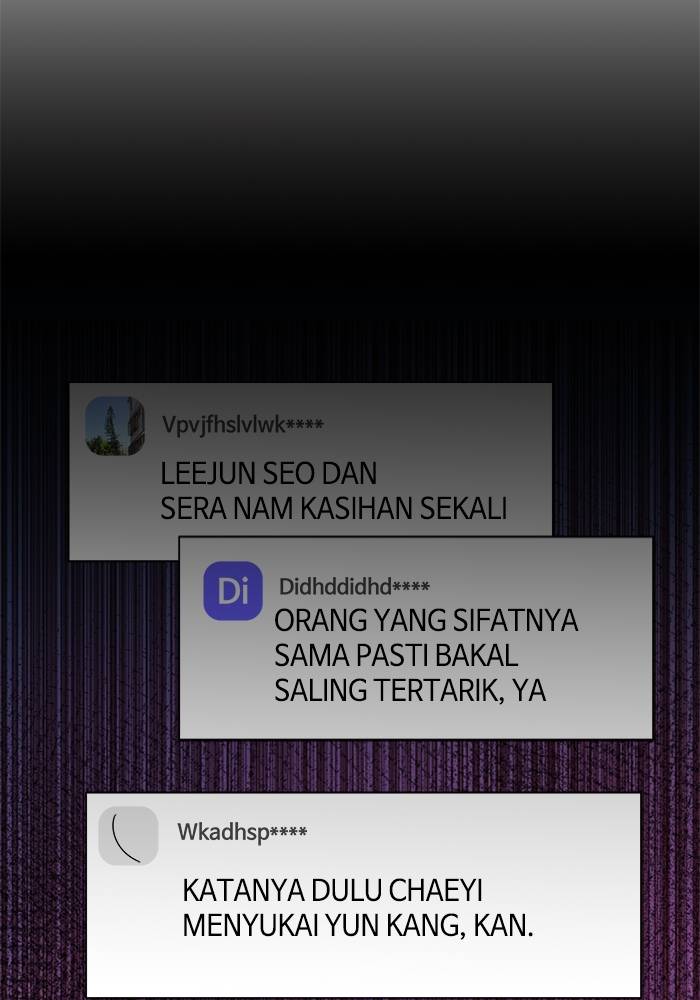 Vpvjfhslvlwk****
LEEJUN SEO DAN
SERA NAM KASIHAN SEKALI
Di
Didhddidhd****
ORANG YANG SIFATNYA
SAMA PASTI BAKAL
SALING TERTARIK, YA
Wkadhsp****
KATANYA DULU CHAEYI
MENYUKAI YUN KANG, KAN.